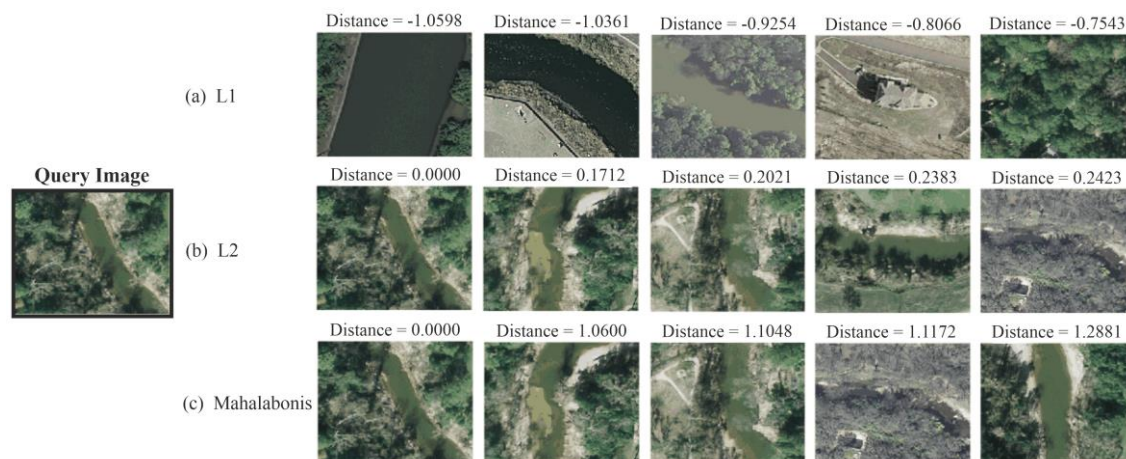 Distance = -1.0598 Distance = -1.0361 Distance = -0.9254 Distance = -0.8066 Distance = -0.7543
(a) L1
Query Image
Distance = 0.0000 Distance = 0.1712 Distance = 0.2021 Distance = 0.2383 Distance = 0.2423
(b) L2
Distance = 0.0000 Distance = 1.0600 Distance = 1.1048 Distance = 1.1172 Distance = 1.2881
(c) Mahalabonis